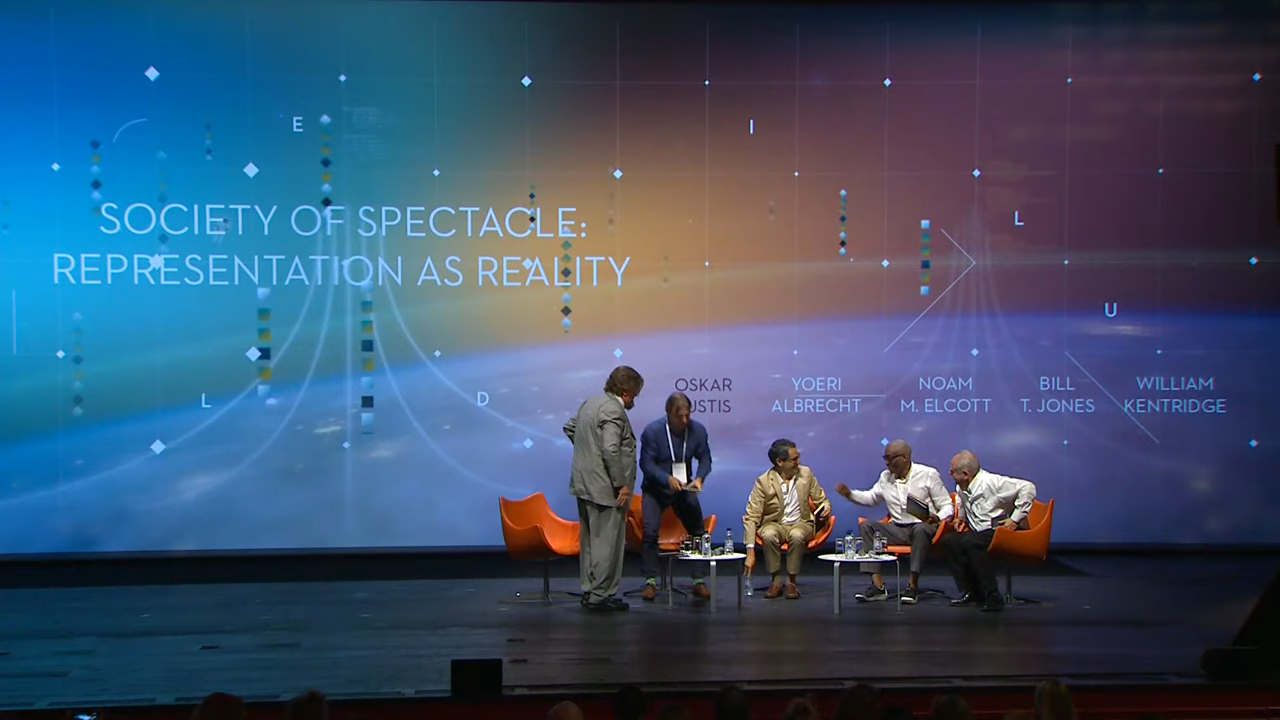 E
I
SOCIETY OF SPECTACLE:
REPRESENTATION AS REALITY
L
U
OSKAR
YOERI
ALBRECHT
NOAM
M. ELCOTT
BILL
T. JONES
WILLIAM
KENTRIDGE
L
D